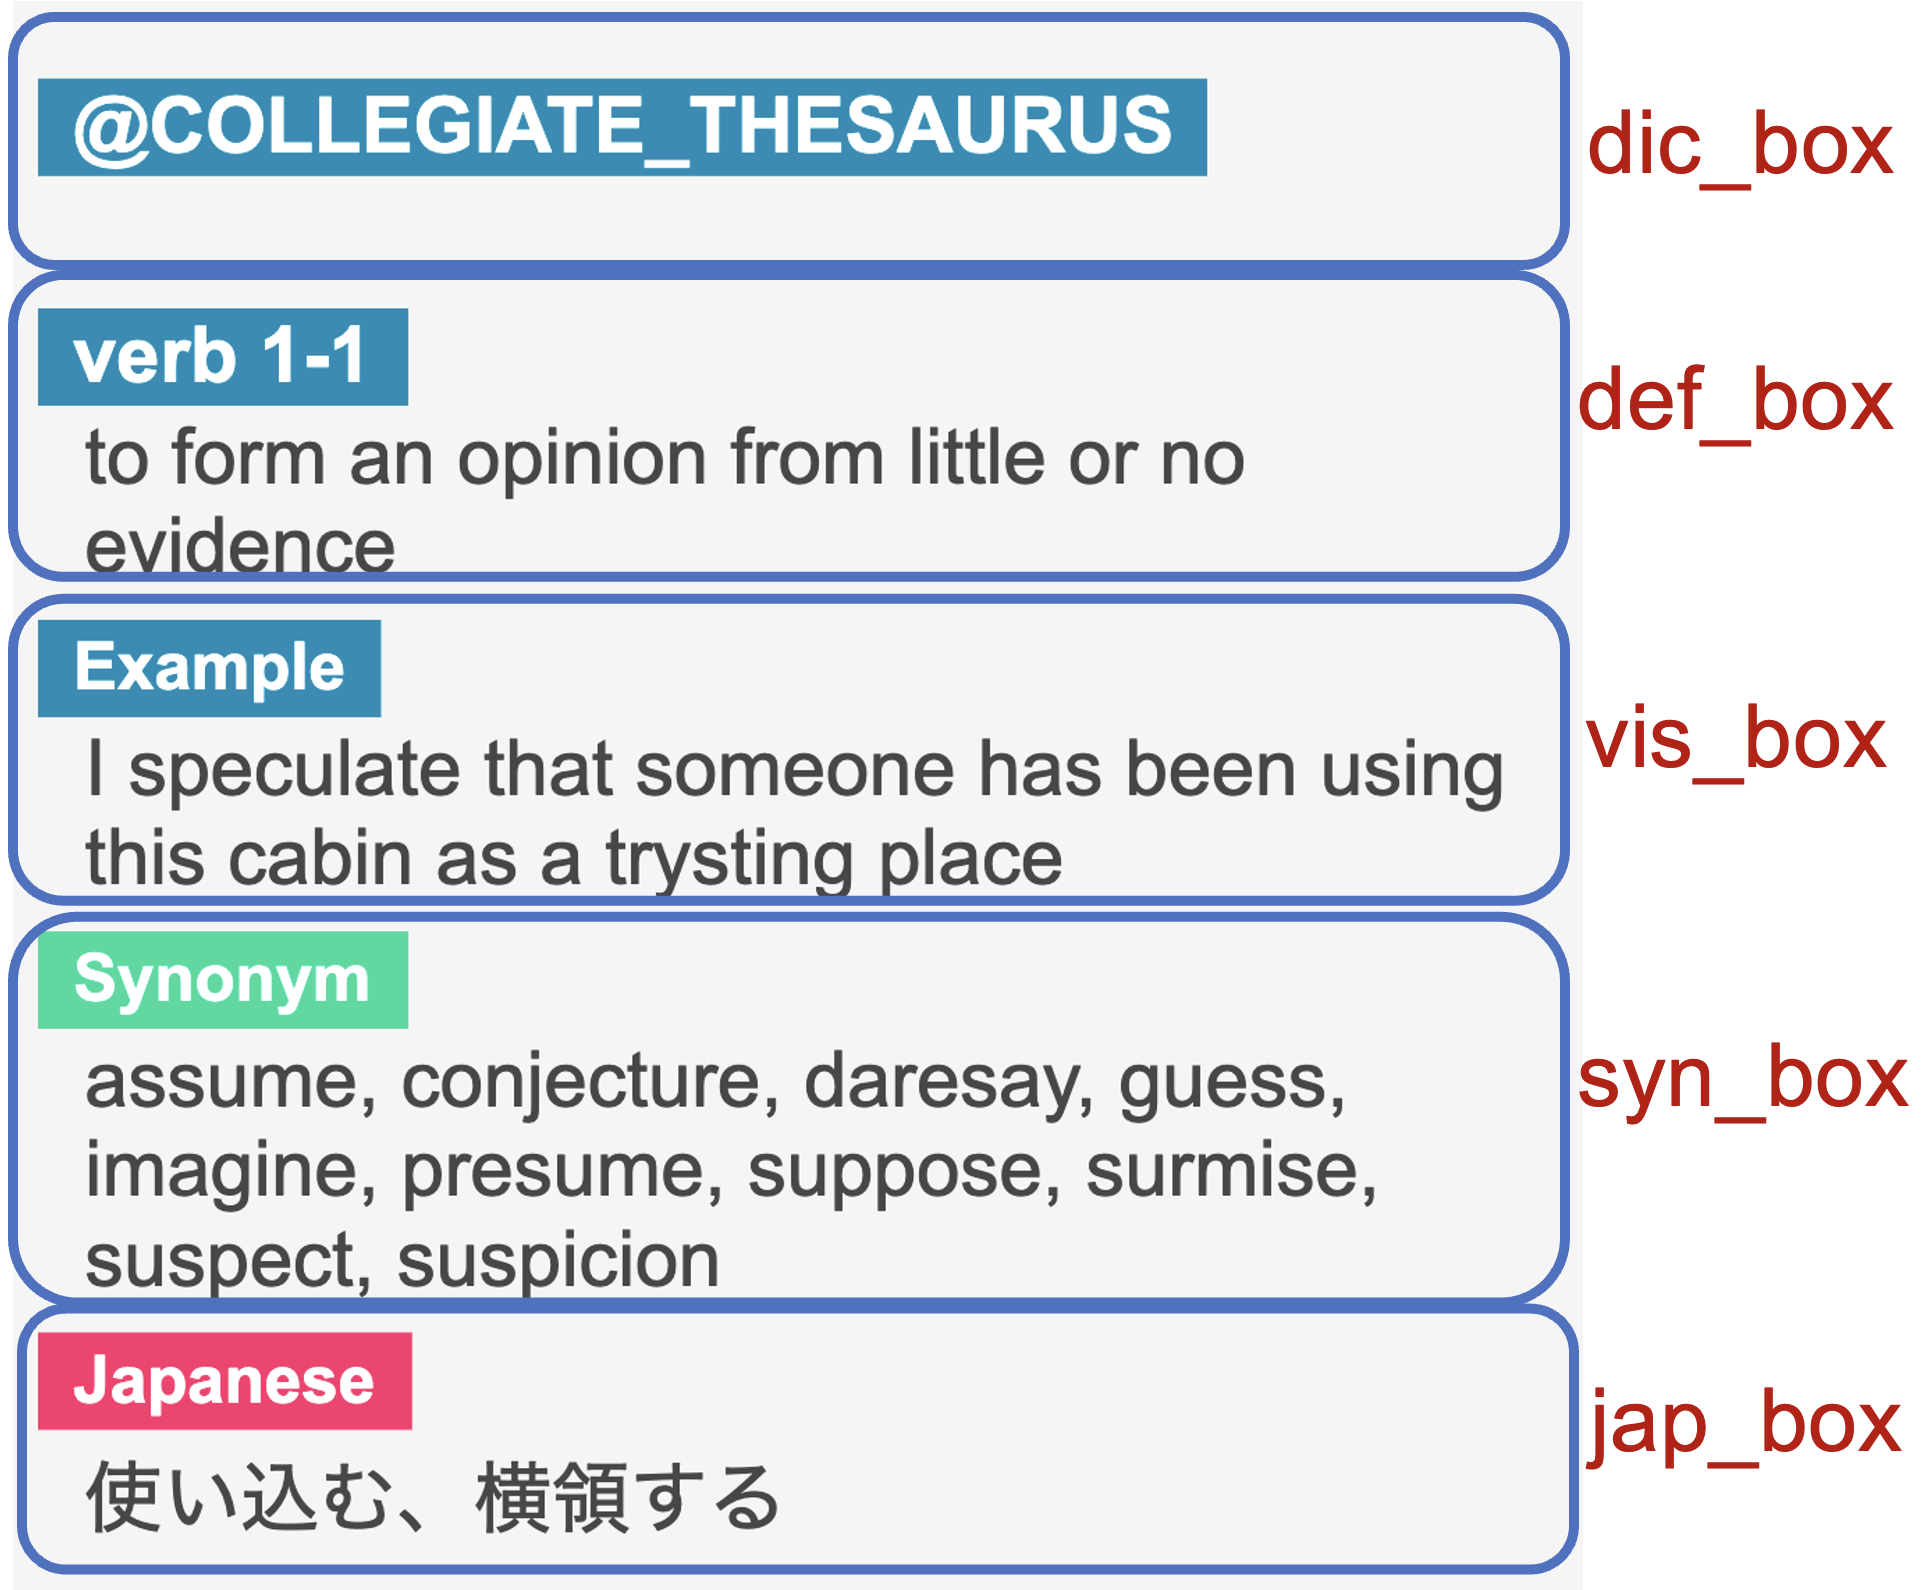 @COLLEGIATE_THESAURUS
dic_box
verb 1-1
def_box
to form an opinion from little or no
evidence
Example
vis_box
I speculate that someone has been using
this cabin as a trysting place
Synonym
syn_box
assume, conjecture, daresay, guess,
imagine, presume, suppose, surmise,
suspect, suspicion
Japanese
jap_box
使い込む、横領する